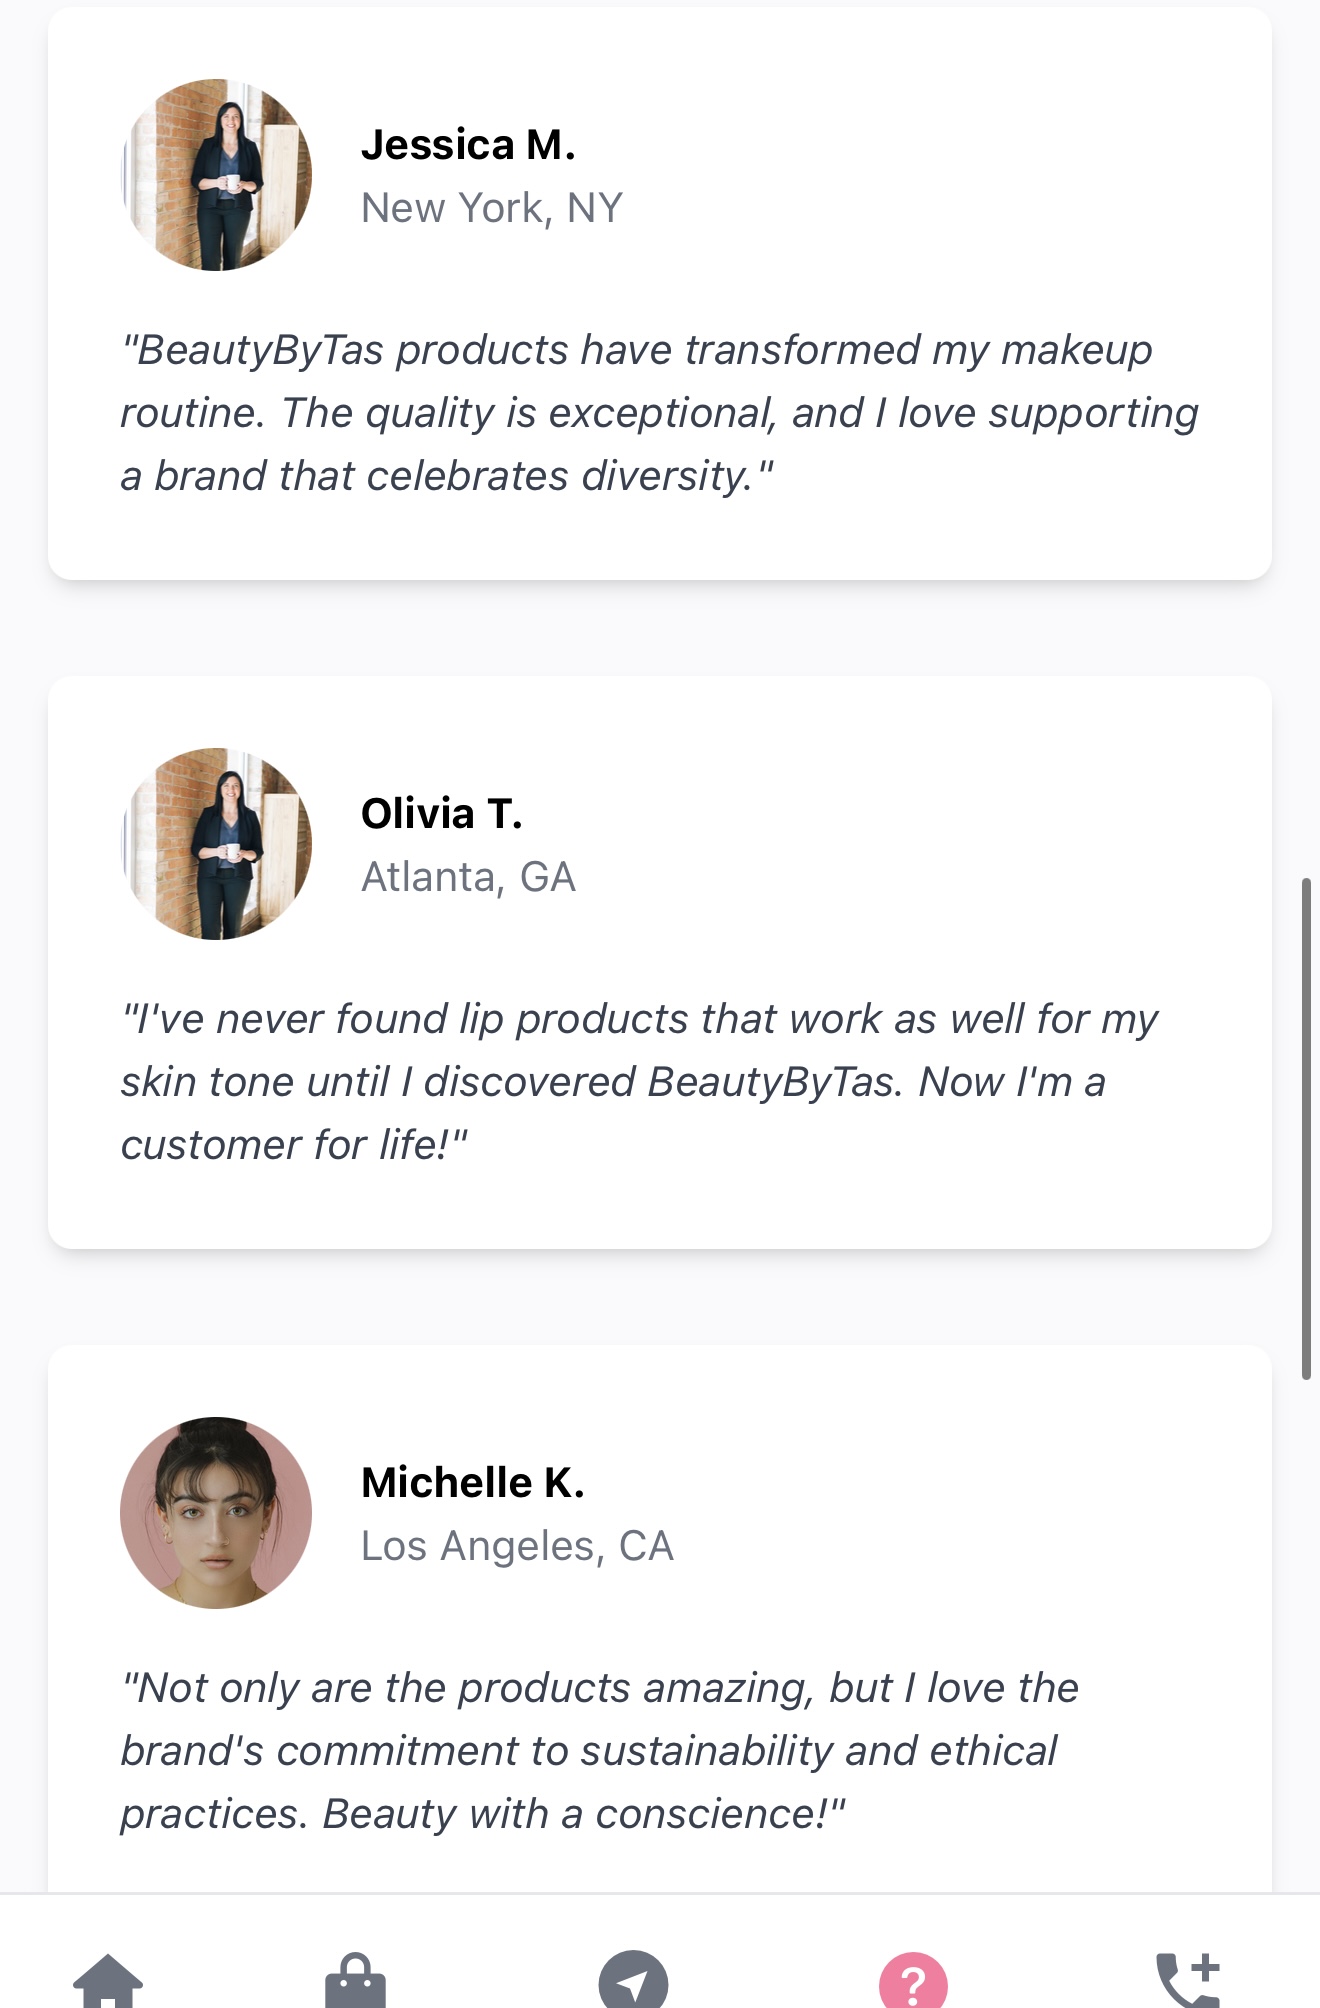 Jessica M.
New York, NY
"BeautyByTas products have transformed my makeup
routine. The quality is exceptional, and I love supporting
a brand that celebrates diversity."
Olivia T.
Atlanta, GA
"I've never found lip products that work as well for my
skin tone until I discovered BeautyByTas. Now I'm a
customer for life!"
Michelle K.
Los Angeles, CA
"Not only are the products amazing, but I love the
brand's commitment to sustainability and ethical
practices. Beauty with a conscience!"
?